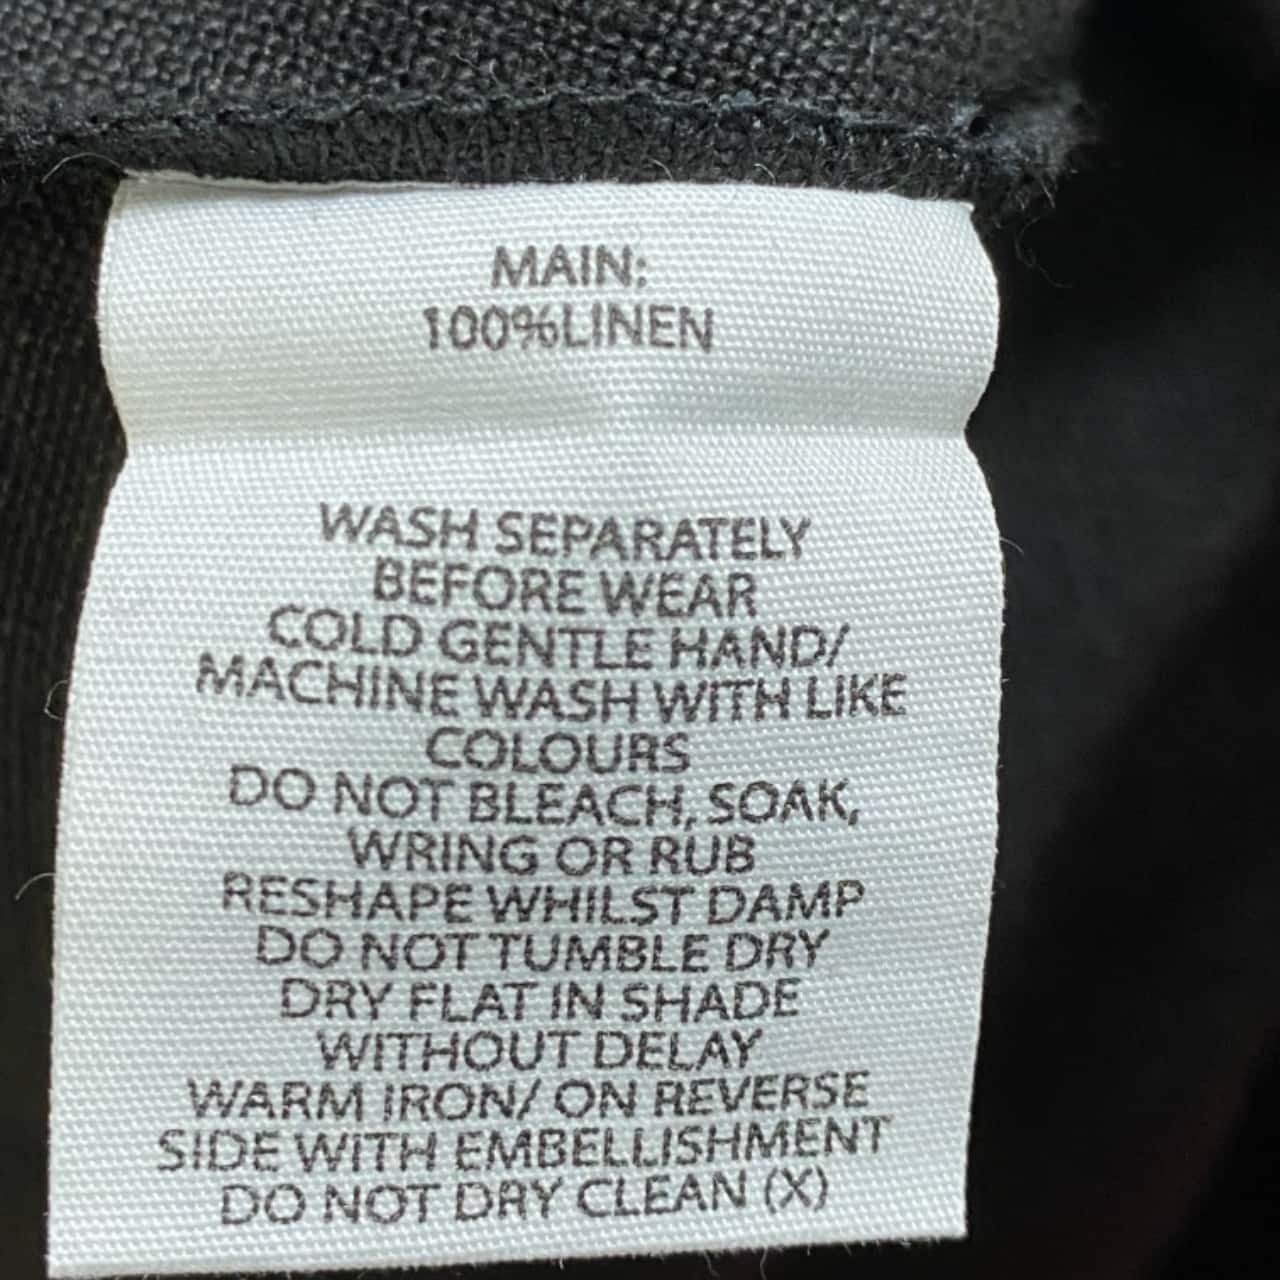 MAIN:
100%LINEN
WASH SEPARATELY
BEFORE WEAR
COLD GENTLE HAND/
MACHINE WASH WITH LIKE
COLOURS
DO NOT BLEACH, SOAK,
WRING OR RUB
RESHAPE WHILST DAMP
DO NOT TUMBLE DRY
DRY FLAT IN SHADE
WITHOUT DELAY
WARM IRON/ ON REVERSE
SIDE WITH EMBELLISHMENT
DO NOT DRY CLEAN (X)